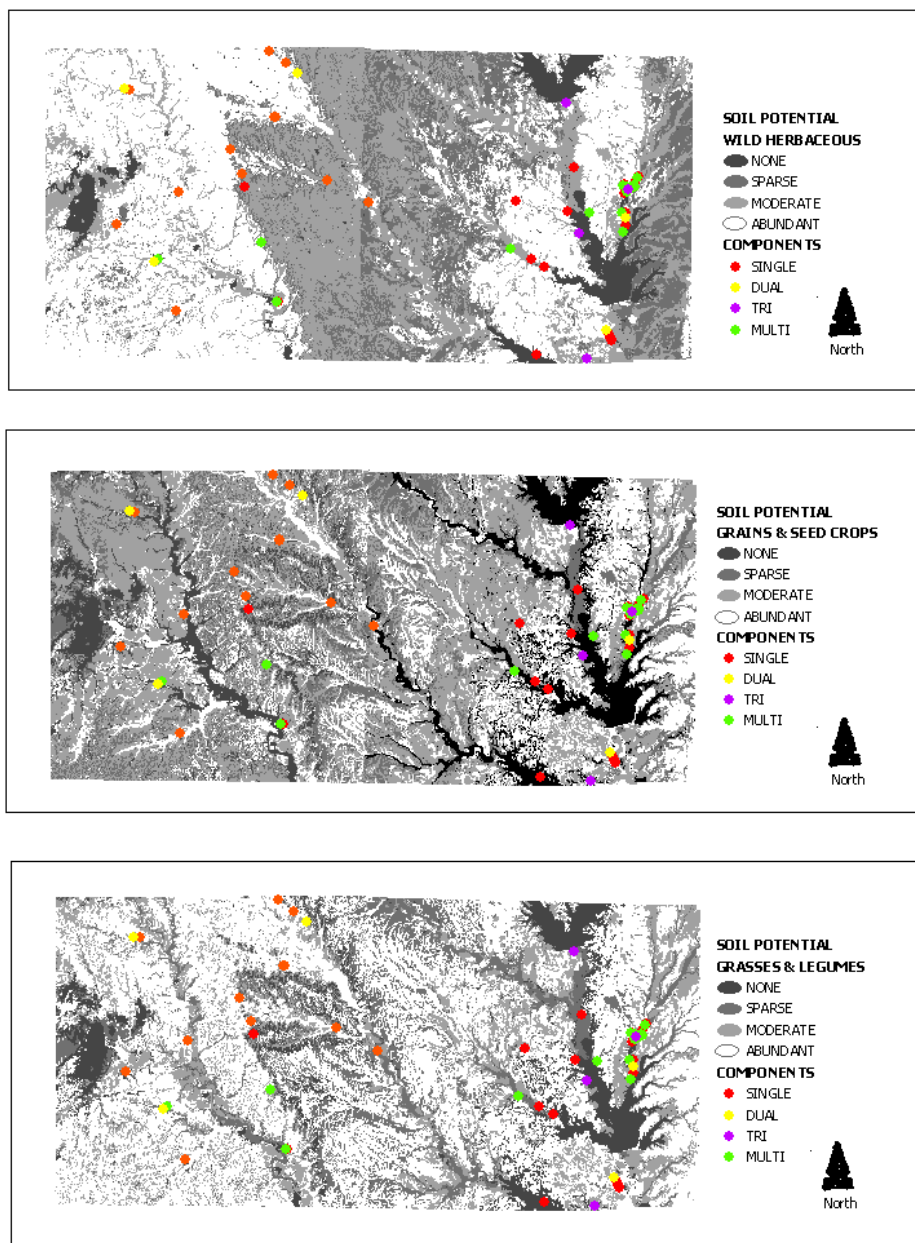 SOIL POTENTIAL
WILD HERBACEOUS
NONE
SPARSE
MODERATE
ABUNDANT
COMPONENTS
SINGLE
DUAL
TRI
MULTI
North
SOIL POTENTIAL
GRAINS & SEED CROPS
NONE
SPARSE
MODERATE
ABUNDANT
COMPONENTS
SINGLE
DUAL
TRI
MULTI
North
SOIL POTENTIAL
GRASSES & LEGUMES
NONE
SPARSE
MODERATE
ABUNDANT
COMPONENTS
SINGLE
DUAL
TRI
MULTI
North